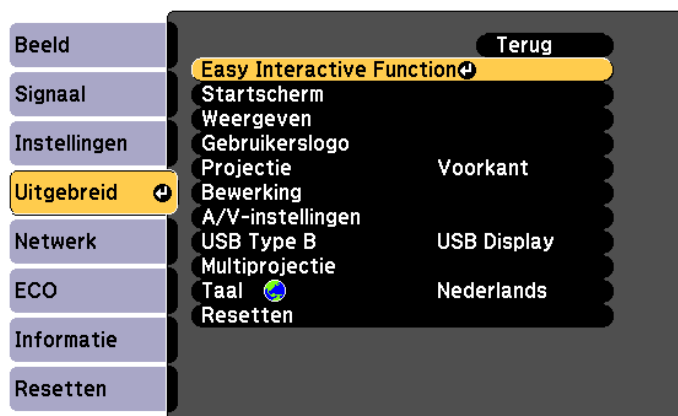 Beeld
Signaal
Instellingen
Uitgebreid
Netwerk
ECO
Informatie
Resetten
Terug
Easy Interactive Function
Startscherm
Weergeven
Gebruikerslogo
Projectie Voorkant
Bewerking
A/V-instellingen
USB Type B USB Display
Multiprojectie
Taal Nederlands
Resetten